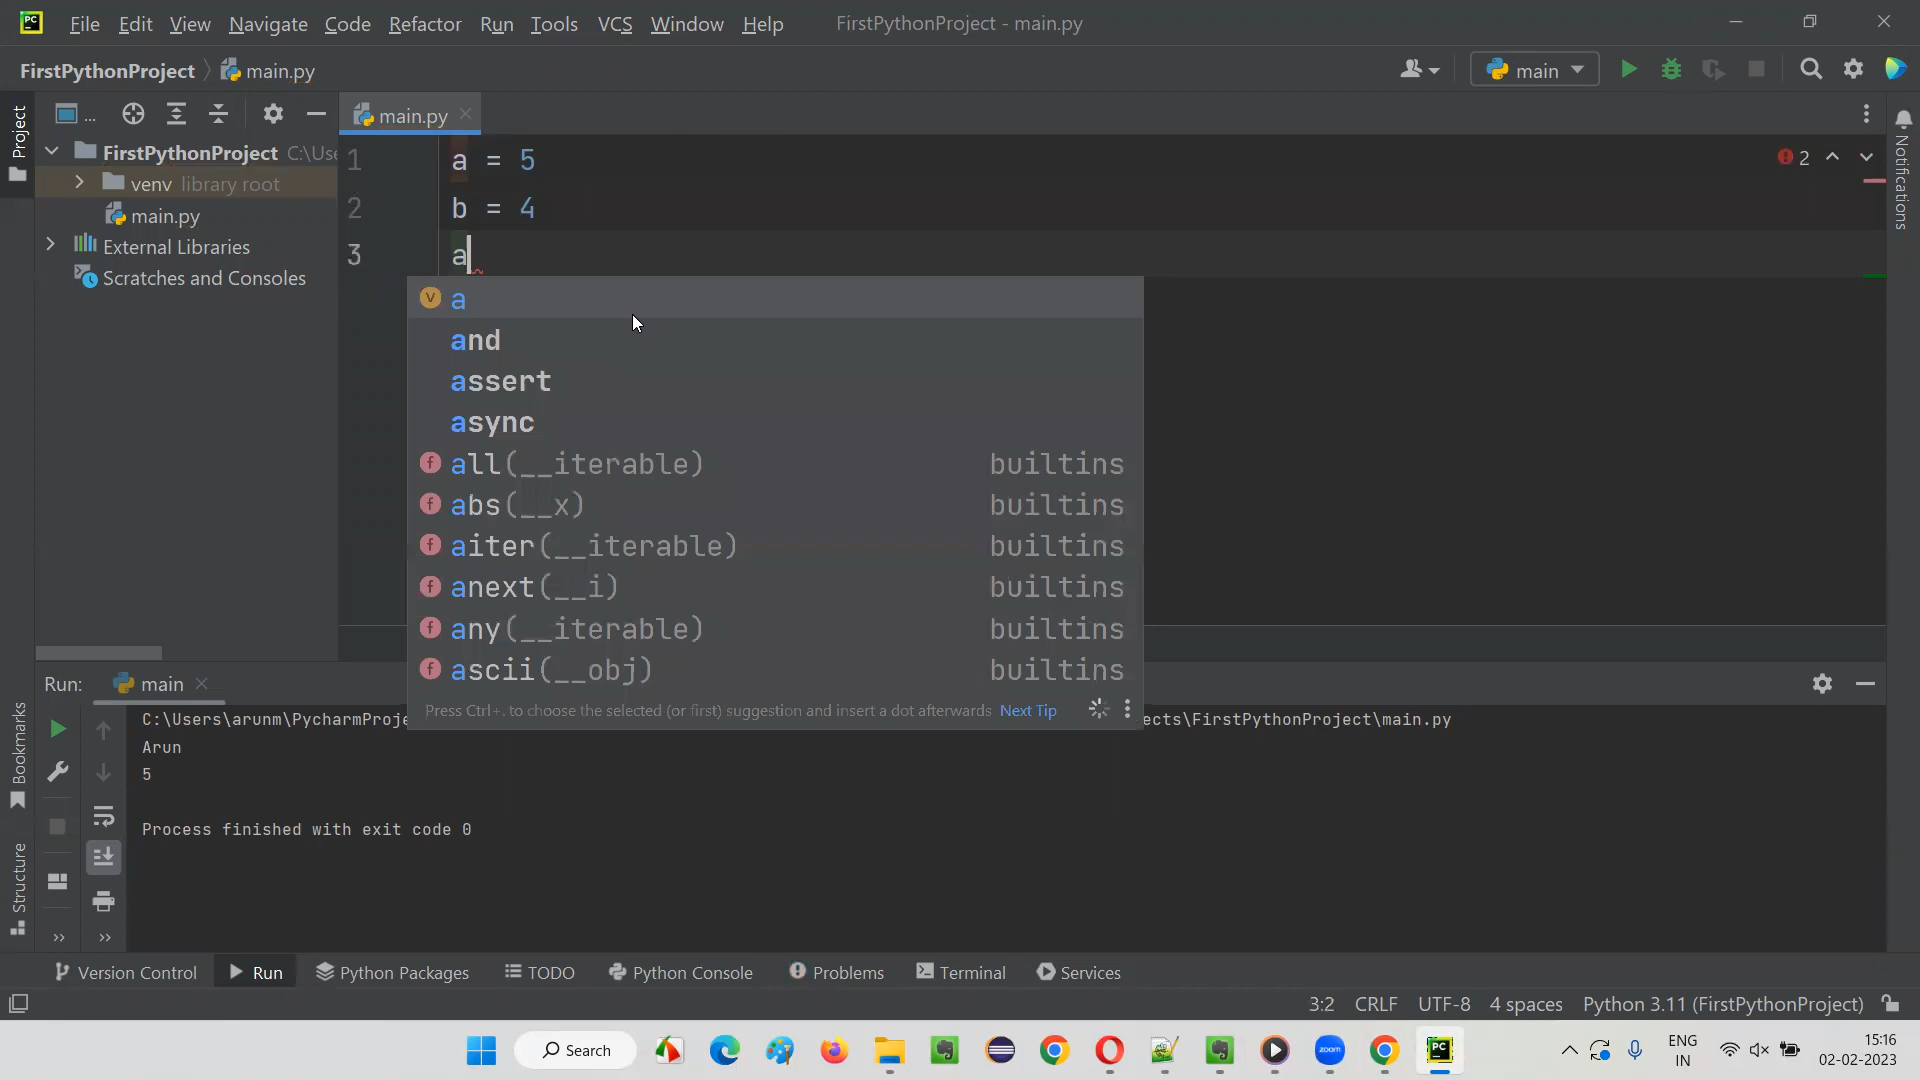 PC File Edit View Navigate Code Refactor Run Tools VCS Window Help FirstPythonProject - main.py
FirstPythonProject main.py main
Project
... main.py
FirstPythonProject C:\Use
venv library root
main.py
External Libraries
Scratches and Consoles
1 a = 5
2 b = 4
3 a
2
Notifications
v a
and
assert
async
f all(__iterable) builtins
f abs(__x) builtins
f aiter(__iterable) builtins
f anext(__i) builtins
f any(__iterable) builtins
f ascii(__obj) builtins
Press Ctrl+. to choose the selected (or first) suggestion and insert a dot afterwards Next Tip
Run: main
C:\Users\arunm\PycharmProje ects\FirstPythonProject\main.py
Arun
5
Process finished with exit code 0
Bookmarks
Structure
Version Control Run Python Packages TODO Python Console Problems Terminal Services
3:2 CRLF UTF-8 4 spaces Python 3.11 (FirstPythonProject)
Search zoom PC ENG 15:16
IN 02-02-2023